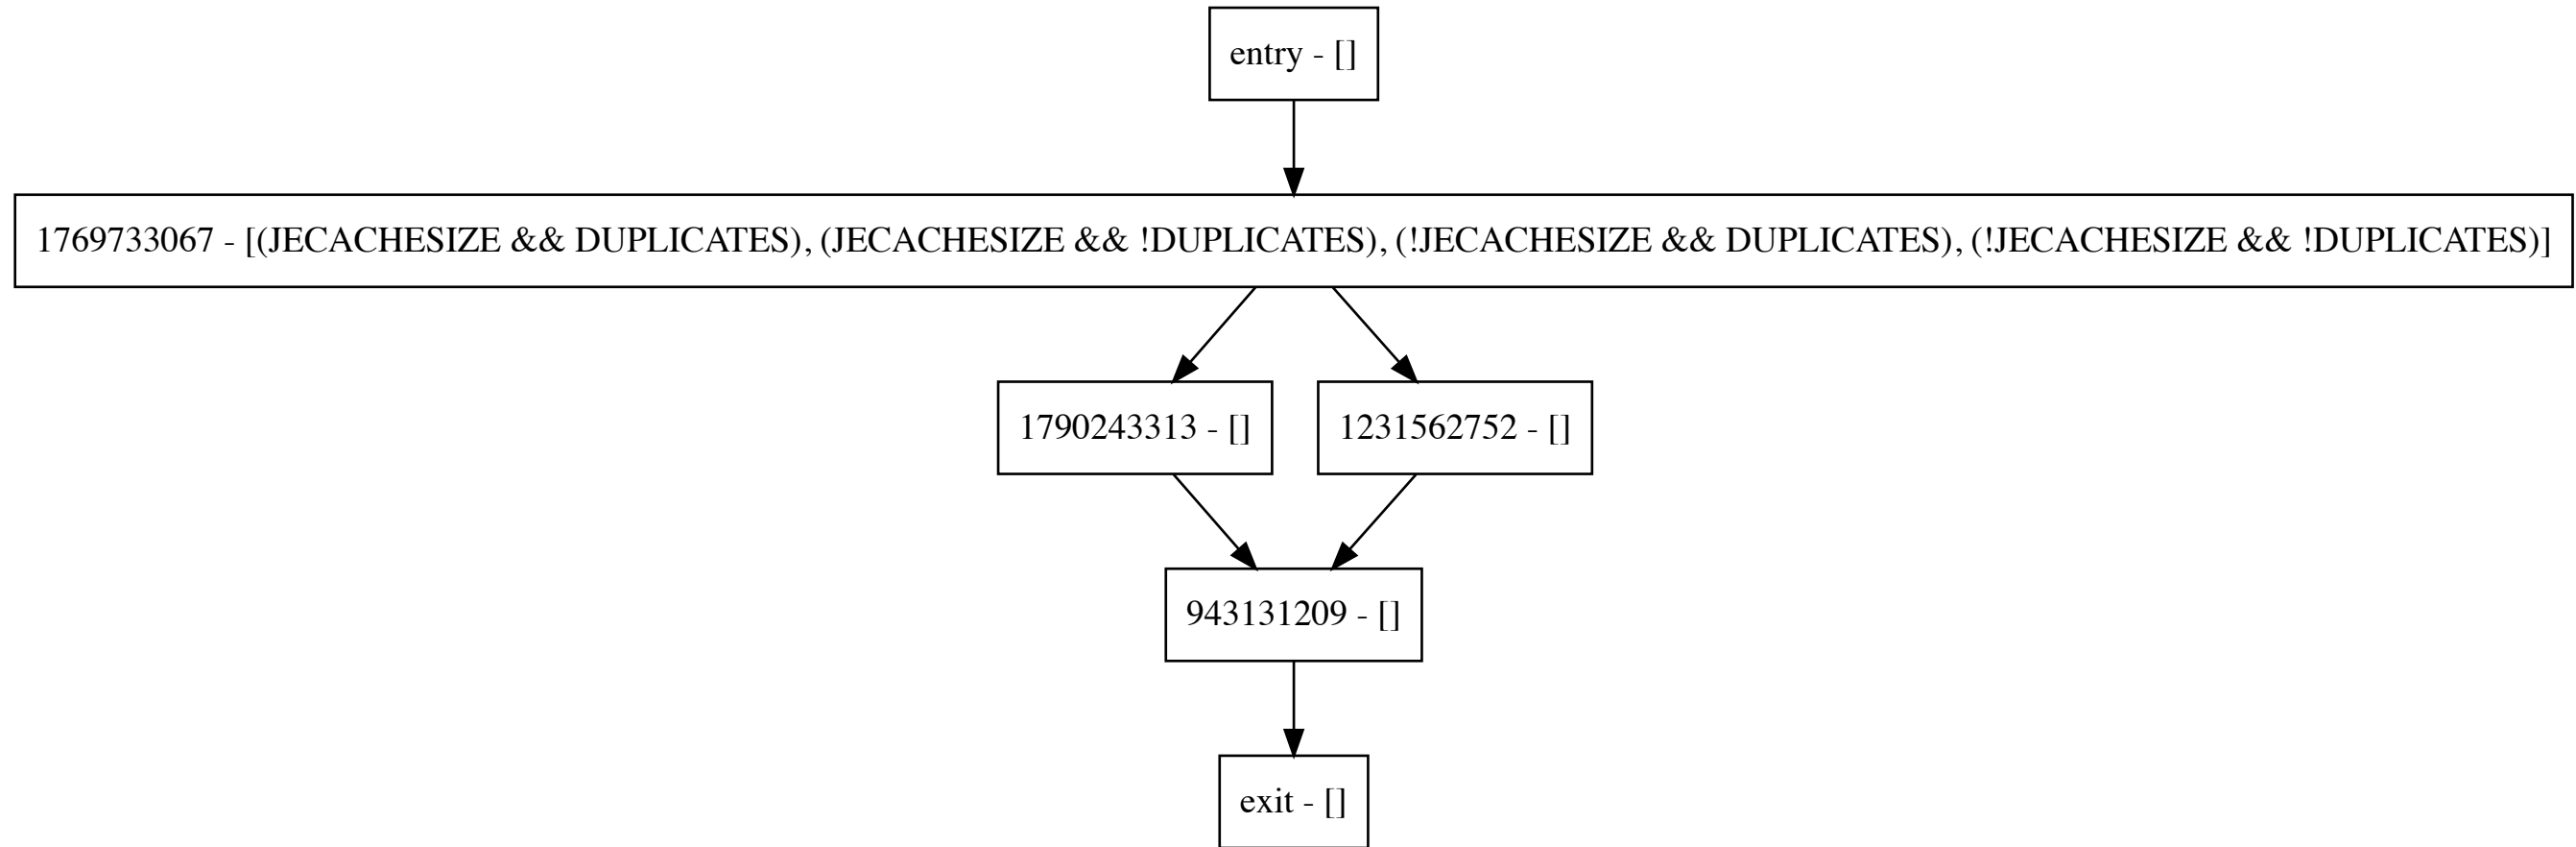 entry - []
1769733067 - [(JECACHESIZE && DUPLICATES), (JECACHESIZE && !DUPLICATES), (!JECACHESIZE && DUPLICATES), (!JECACHESIZE && !DUPLICATES)]
1790243313 - []
1231562752 - []
943131209 - []
exit - []